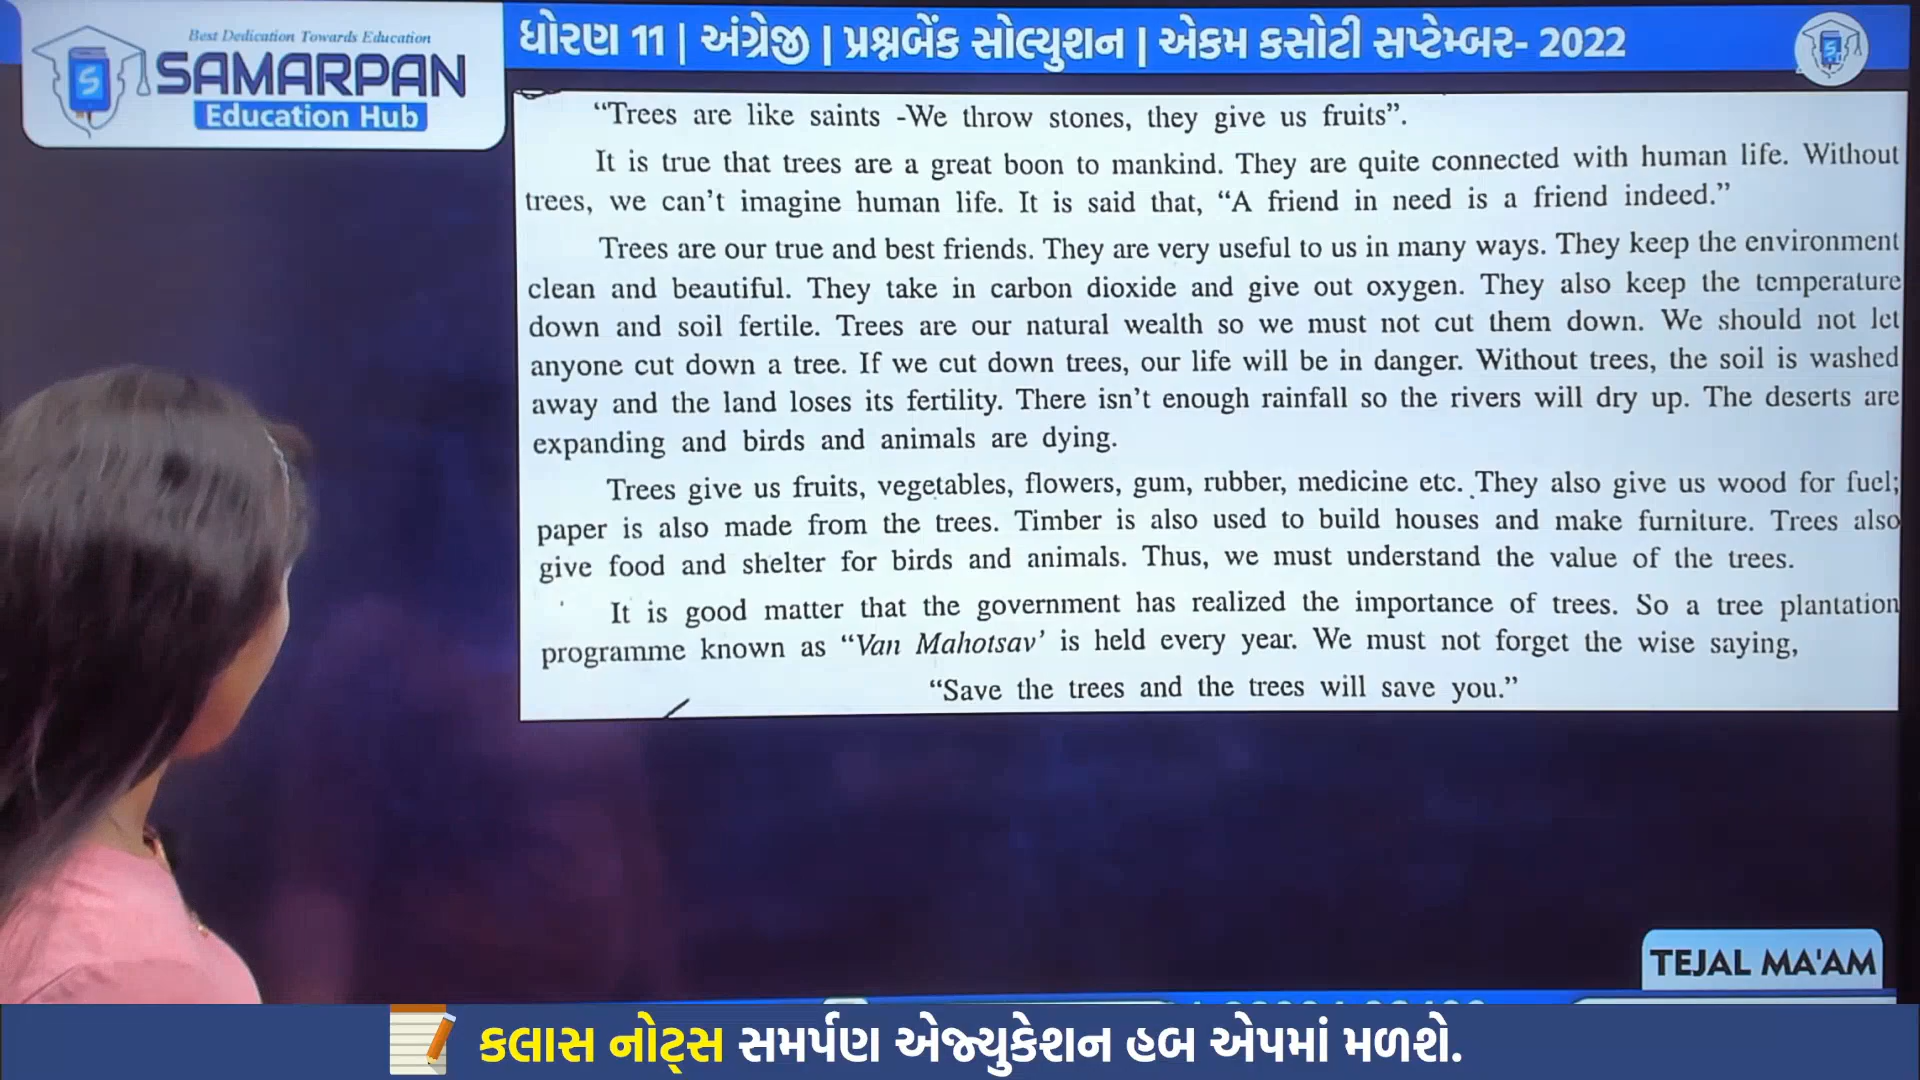 Best Dedication Towards Education
SAMARPAN
Education Hub
ધોરણ 11 | અંગ્રેજી | પ્રશ્નબેંક સોલ્યુશન | એકમ કસોટી સપ્ટેમ્બર- 2022
“Trees are like saints -We throw stones, they give us fruits”.
It is true that trees are a great boon to mankind. They are quite connected with human life. Without
trees, we can’t imagine human life. It is said that, “A friend in need is a friend indeed.”
Trees are our true and best friends. They are very useful to us in many ways. They keep the environment
clean and beautiful. They take in carbon dioxide and give out oxygen. They also keep the temperature
down and soil fertile. Trees are our natural wealth so we must not cut them down. We should not let
anyone cut down a tree. If we cut down trees, our life will be in danger. Without trees, the soil is washed
away and the land loses its fertility. There isn’t enough rainfall so the rivers will dry up. The deserts are
expanding and birds and animals are dying.
Trees give us fruits, vegetables, flowers, gum, rubber, medicine etc. They also give us wood for fuel;
paper is also made from the trees. Timber is also used to build houses and make furniture. Trees also
give food and shelter for birds and animals. Thus, we must understand the value of the trees.
It is good matter that the government has realized the importance of trees. So a tree plantation
programme known as “Van Mahotsav’ is held every year. We must not forget the wise saying,
“Save the trees and the trees will save you.”
TEJAL MA'AM
કલાસ નોટ્સ સમર્પણ એજ્યુકેશન હબ એપમાં મળશે.